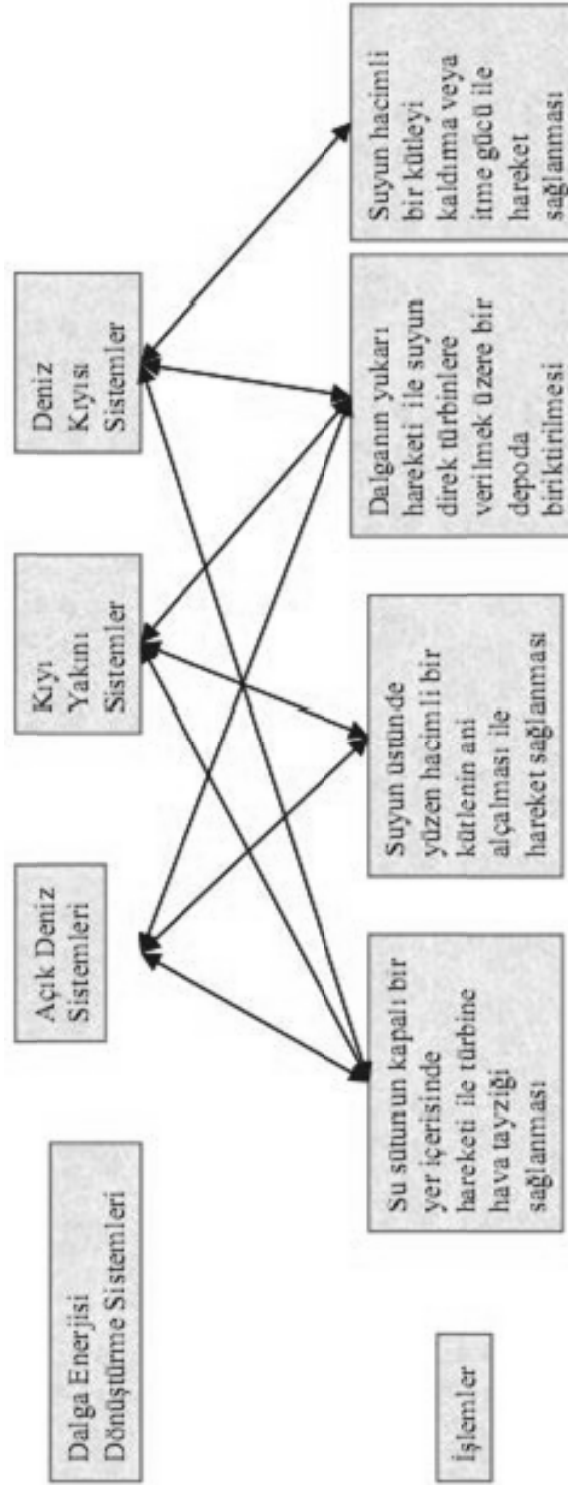 Dalga Enerjisi
Dönüştürme Sistemleri
Açık Deniz
Sistemleri
Kıyı
Yakını
Sistemler
Deniz
Kıyısı
Sistemler
İşlemler
Su sütunun kapalı bir
yer içerisinde
hareketi ile türbine
hava tayziği
sağlanması
Suyun üstünde
yüzen hacimli bir
kütlenin ani
alçalması ile
hareket sağlanması
Dalganın yukarı
hareketi ile suyun
direk türbinlere
verilmek üzere bir
depoda
biriktirilmesi
Suyun hacimli
bir kütleyi
kaldırma veya
itme gücü ile
hareket
sağlanması